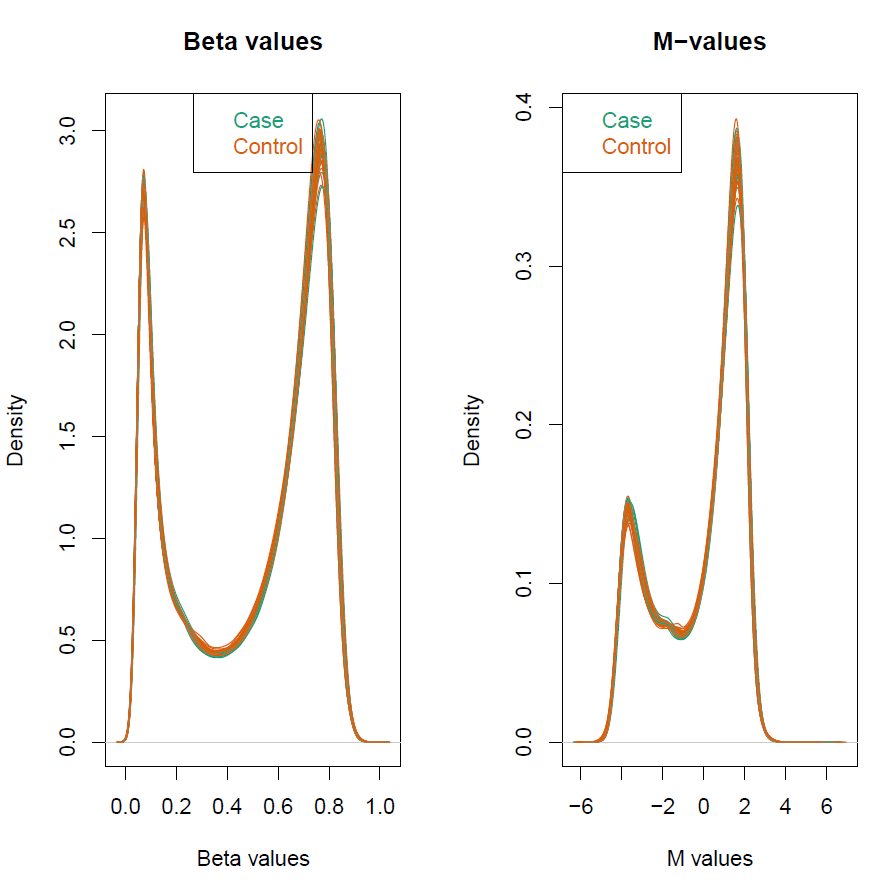 Beta values
Case
Control
Density
0.0
0.5
1.0
1.5
2.0
2.5
3.0
0.0 0.2 0.4 0.6 0.8 1.0
Beta values
M−values
Case
Control
Density
0.0
0.1
0.2
0.3
0.4
−6 −2 0 2 4 6
M values